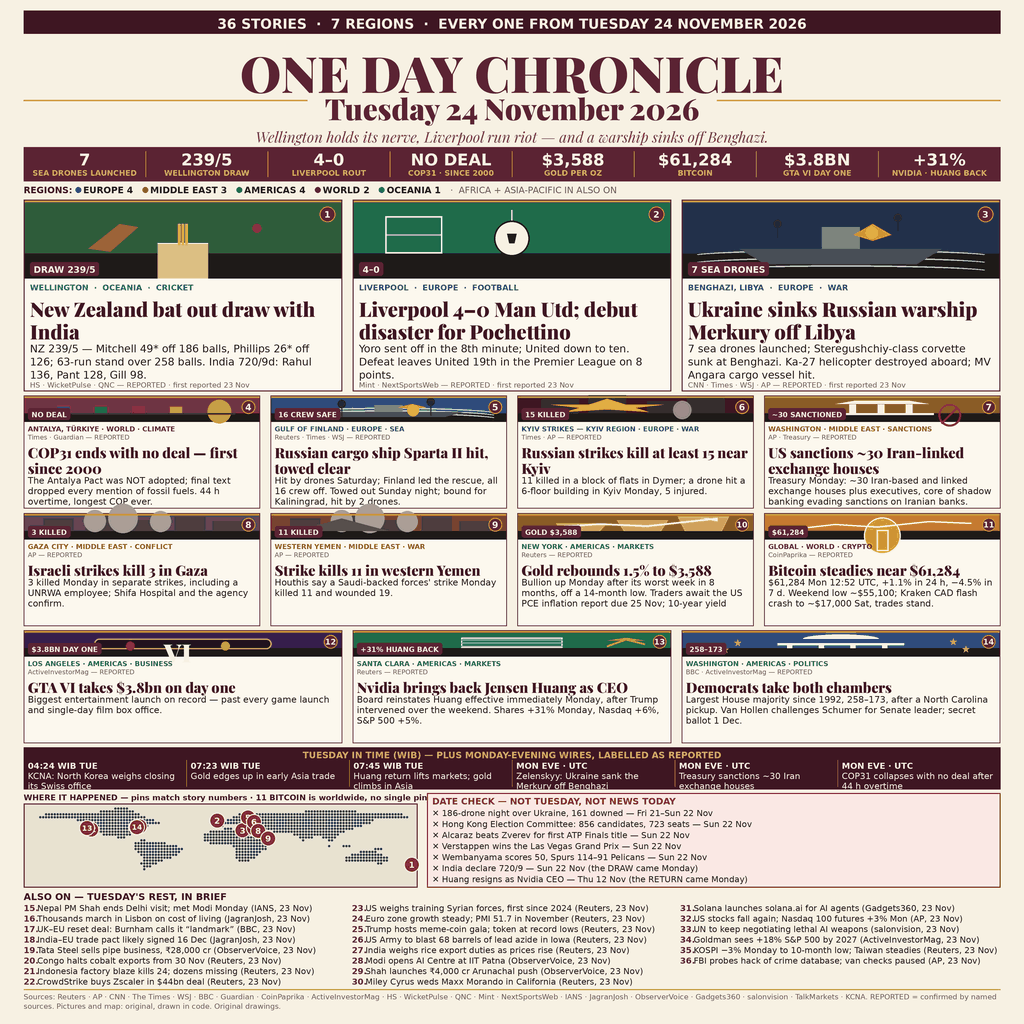 36 STORIES · 7 REGIONS · EVERY ONE FROM TUESDAY 24 NOVEMBER 2026
ONE DAY CHRONICLE
Tuesday 24 November 2026
Wellington holds its nerve, Liverpool run riot — and a warship sinks off Benghazi.
7
SEA DRONES LAUNCHED
239/5
WELLINGTON DRAW
4–0
LIVERPOOL ROUT
NO DEAL
COP31 · SINCE 2000
$3,588
GOLD PER OZ
$61,284
BITCOIN
$3.8BN
GTA VI DAY ONE
+31%
NVIDIA · HUANG BACK
REGIONS: EUROPE 4 MIDDLE EAST 3 AMERICAS 4 WORLD 2 OCEANIA 1 · AFRICA + ASIA-PACIFIC IN ALSO ON
1
DRAW 239/5
WELLINGTON · OCEANIA · CRICKET
New Zealand bat out draw with
India
NZ 239/5 — Mitchell 49* off 186 balls, Phillips 26* off
126; 63-run stand over 258 balls. India 720/9d: Rahul
136, Pant 128, Gill 98.
HS · WicketPulse · QNC — REPORTED · first reported 23 Nov
2
4–0
LIVERPOOL · EUROPE · FOOTBALL
Liverpool 4–0 Man Utd; debut
disaster for Pochettino
Yoro sent off in the 8th minute; United down to ten.
Defeat leaves United 19th in the Premier League on 8
points.
Mint · NextSportsWeb — REPORTED · first reported 23 Nov
3
7 SEA DRONES
BENGHAZI, LIBYA · EUROPE · WAR
Ukraine sinks Russian warship
Merkury off Libya
7 sea drones launched; Steregushchiy-class corvette
sunk at Benghazi. Ka-27 helicopter destroyed aboard; MV
Angara cargo vessel hit.
CNN · Times · WSJ · AP — REPORTED · first reported 23 Nov
4
NO DEAL
ANTALYA, TÜRKIYE · WORLD · CLIMATE
Times · Guardian — REPORTED
COP31 ends with no deal — first
since 2000
The Antalya Pact was NOT adopted; final text
dropped every mention of fossil fuels. 44 h
overtime, longest COP ever.
5
16 CREW SAFE
GULF OF FINLAND · EUROPE · SEA
Reuters · Times · WSJ — REPORTED
Russian cargo ship Sparta II hit,
towed clear
Hit by drones Saturday; Finland led the rescue, all
16 crew off. Towed out Sunday night; bound for
Kaliningrad, hit by 2 drones.
6
15 KILLED
KYIV STRIKES — KYIV REGION · EUROPE · WAR
Times · AP — REPORTED
Russian strikes kill at least 15 near
Kyiv
11 killed in a block of flats in Dymer; a drone hit a
6-floor building in Kyiv Monday, 5 injured.
7
~30 SANCTIONED
WASHINGTON · MIDDLE EAST · SANCTIONS
AP · Treasury — REPORTED
US sanctions ~30 Iran-linked
exchange houses
Treasury Monday: ~30 Iran-based and linked
exchange houses plus executives, core of shadow
banking evading sanctions on Iranian banks.
8
3 KILLED
GAZA CITY · MIDDLE EAST · CONFLICT
AP — REPORTED
Israeli strikes kill 3 in Gaza
3 killed Monday in separate strikes, including a
UNRWA employee; Shifa Hospital and the agency
confirm.
9
11 KILLED
WESTERN YEMEN · MIDDLE EAST · WAR
AP — REPORTED
Strike kills 11 in western Yemen
Houthis say a Saudi-backed forces' strike Monday
killed 11 and wounded 19.
10
GOLD $3,588
NEW YORK · AMERICAS · MARKETS
Reuters — REPORTED
Gold rebounds 1.5% to $3,588
Bullion up Monday after its worst week in 8
months, off a 14-month low. Traders await the US
PCE inflation report due 25 Nov; 10-year yield
11
$61,284
GLOBAL · WORLD · CRYPTO
CoinPaprika — REPORTED
Bitcoin steadies near $61,284
$61,284 Mon 12:52 UTC, +1.1% in 24 h, −4.5% in
7 d. Weekend low ~$55,100; Kraken CAD flash
crash to ~$17,000 Sat, trades stand.
12
$3.8BN DAY ONE
VI
LOS ANGELES · AMERICAS · BUSINESS
ActiveInvestorMag — REPORTED
GTA VI takes $3.8bn on day one
Biggest entertainment launch on record — past every game launch
and single-day film box office.
13
+31% HUANG BACK
SANTA CLARA · AMERICAS · MARKETS
Reuters — REPORTED
Nvidia brings back Jensen Huang as CEO
Board reinstates Huang effective immediately Monday, after Trump
intervened over the weekend. Shares +31% Monday, Nasdaq +6%,
S&P 500 +5%.
14
258–173
WASHINGTON · AMERICAS · POLITICS
BBC · ActiveInvestorMag — REPORTED
Democrats take both chambers
Largest House majority since 1992, 258–173, after a North Carolina
pickup. Van Hollen challenges Schumer for Senate leader; secret
ballot 1 Dec.
TUESDAY IN TIME (WIB) — PLUS MONDAY-EVENING WIRES, LABELLED AS REPORTED
04:24 WIB TUE
KCNA: North Korea weighs closing
its Swiss office
07:23 WIB TUE
Gold edges up in early Asia trade
07:45 WIB TUE
Huang return lifts markets; gold
climbs in Asia
MON EVE · UTC
Zelenskyy: Ukraine sank the
Merkury off Benghazi
MON EVE · UTC
Treasury sanctions ~30 Iran
exchange houses
MON EVE · UTC
COP31 collapses with no deal after
44 h overtime
WHERE IT HAPPENED — pins match story numbers · 11 BITCOIN is worldwide, no single pin
13
14
2
6
3
8
9
1
DATE CHECK — NOT TUESDAY, NOT NEWS TODAY
× 186-drone night over Ukraine, 161 downed — Fri 21–Sun 22 Nov
× Hong Kong Election Committee: 856 candidates, 723 seats — Sun 22 Nov
× Alcaraz beats Zverev for first ATP Finals title — Sun 22 Nov
× Verstappen wins the Las Vegas Grand Prix — Sun 22 Nov
× Wembanyama scores 50, Spurs 114–91 Pelicans — Sun 22 Nov
× India declare 720/9 — Sun 22 Nov (the DRAW came Monday)
× Huang resigns as Nvidia CEO — Thu 12 Nov (the RETURN came Monday)
ALSO ON — TUESDAY'S REST, IN BRIEF
15. Nepal PM Shah ends Delhi visit; met Modi Monday (IANS, 23 Nov)
16. Thousands march in Lisbon on cost of living (JagranJosh, 23 Nov)
17. UK–EU reset deal: Burnham calls it “landmark” (BBC, 23 Nov)
18. India–EU trade pact likely signed 16 Dec (JagranJosh, 23 Nov)
19. Tata Steel sells pipe business, ₹28,000 cr (ObserverVoice, 23 Nov)
20. Congo halts cobalt exports from 30 Nov (Reuters, 23 Nov)
21. Indonesia factory blaze kills 24; dozens missing (Reuters, 23 Nov)
22. CrowdStrike buys Zscaler in $44bn deal (Reuters, 23 Nov)
23. US weighs training Syrian forces, first since 2024 (Reuters, 23 Nov)
24. Euro zone growth steady; PMI 51.7 in November (Reuters, 23 Nov)
25. Trump hosts meme-coin gala; token at record lows (Reuters, 23 Nov)
26. US Army to blast 68 barrels of lead azide in Iowa (Reuters, 23 Nov)
27. India weighs rice export duties as prices rise (Reuters, 23 Nov)
28. Modi opens AI Centre at IIT Patna (ObserverVoice, 23 Nov)
29. Shah launches ₹4,000 cr Arunachal push (ObserverVoice, 23 Nov)
30. Miley Cyrus weds Maxx Morando in California (Reuters, 23 Nov)
31. Solana launches solana.ai for AI agents (Gadgets360, 23 Nov)
32. US stocks fall again; Nasdaq 100 futures +3% Mon (AP, 23 Nov)
33. UN to keep negotiating lethal AI weapons (salonvision, 23 Nov)
34. Goldman sees +18% S&P 500 by 2027 (ActiveInvestorMag, 23 Nov)
35. KOSPI −3% Monday to 10-month low; Taiwan steadies (Reuters, 23 Nov)
36. FBI probes hack of crime database; van checks paused (AP, 23 Nov)
Sources: Reuters · AP · CNN · The Times · WSJ · BBC · Guardian · CoinPaprika · ActiveInvestorMag · HS · WicketPulse · QNC · Mint · NextSportsWeb · IANS · JagranJosh · ObserverVoice · Gadgets360 · salonvision · TalkMarkets · KCNA. REPORTED = confirmed by named
sources. Pictures and map: original, drawn in code. Original drawings.